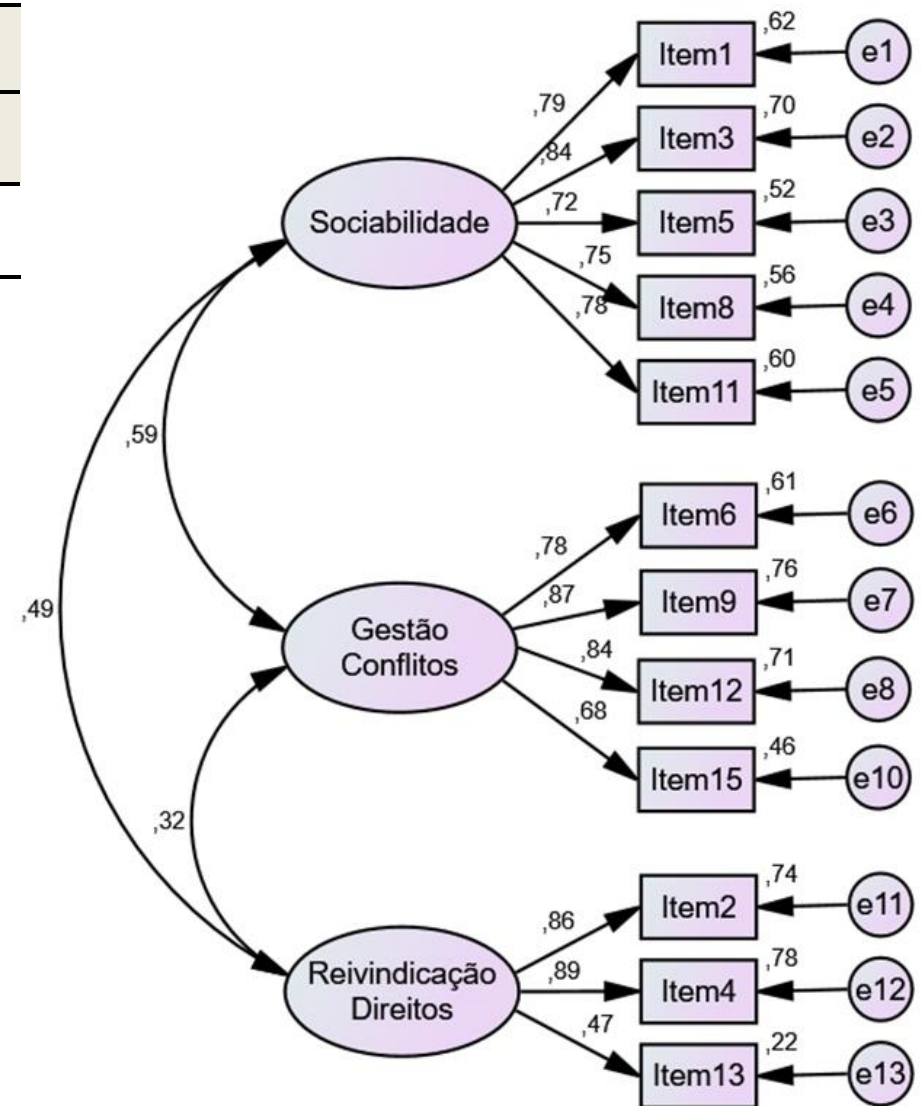 ,62
Item1
e1
,79
,70
Item3
e2
,84
,52
Item5
e3
,72
Sociabilidade
,56
Item8
e4
,75
,60
Item11
e5
,78
,59
,61
Item6
e6
,78
,76
Item9
e7
,87
,49
Gestão
Conflitos
,71
Item12
e8
,84
,46
Item15
e10
,68
,32
,74
Item2
e11
,86
,78
Item4
e12
,89
Reivindicação
Direitos
,22
Item13
e13
,47